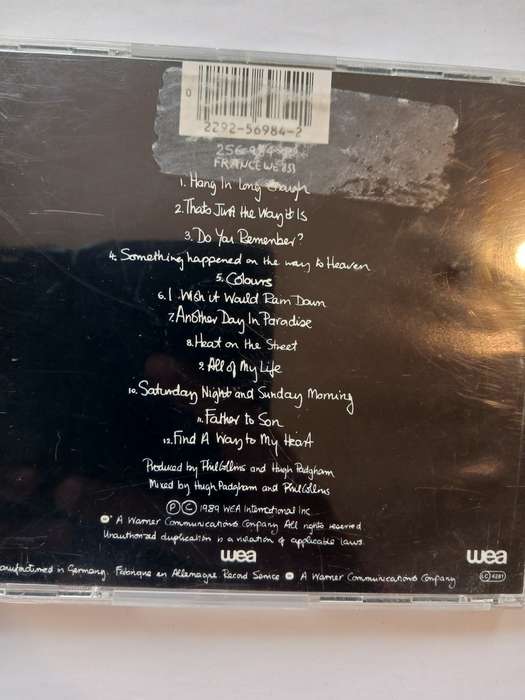 0
2292-56984-2
FRANCE WE 851
1. Hang In Long Enough
2. Thats Just the Way It Is
3. Do You Remember?
4. Something happened on the way to Heaven
5. Colours
6. I Wish it Would Rain Down
7. Another Day In Paradise
8. Heat on the Street
9. All of My Life
10. Saturday Night and Sunday Morning
11. Father to Son
12. Find A Way to My Heart
Produced by Phil Collins and Hugh Padgham
Mixed by Hugh Padgham and Phil Collins
Ⓟ Ⓒ 1989 WEA International Inc.
A Warner Communications Company All rights reserved
Unauthorized duplication is a violation of applicable laws.
wea
wea
anufactured in Germany. Fabriqué en Allemagne Record Service A Warner Communications Company
LC 4281